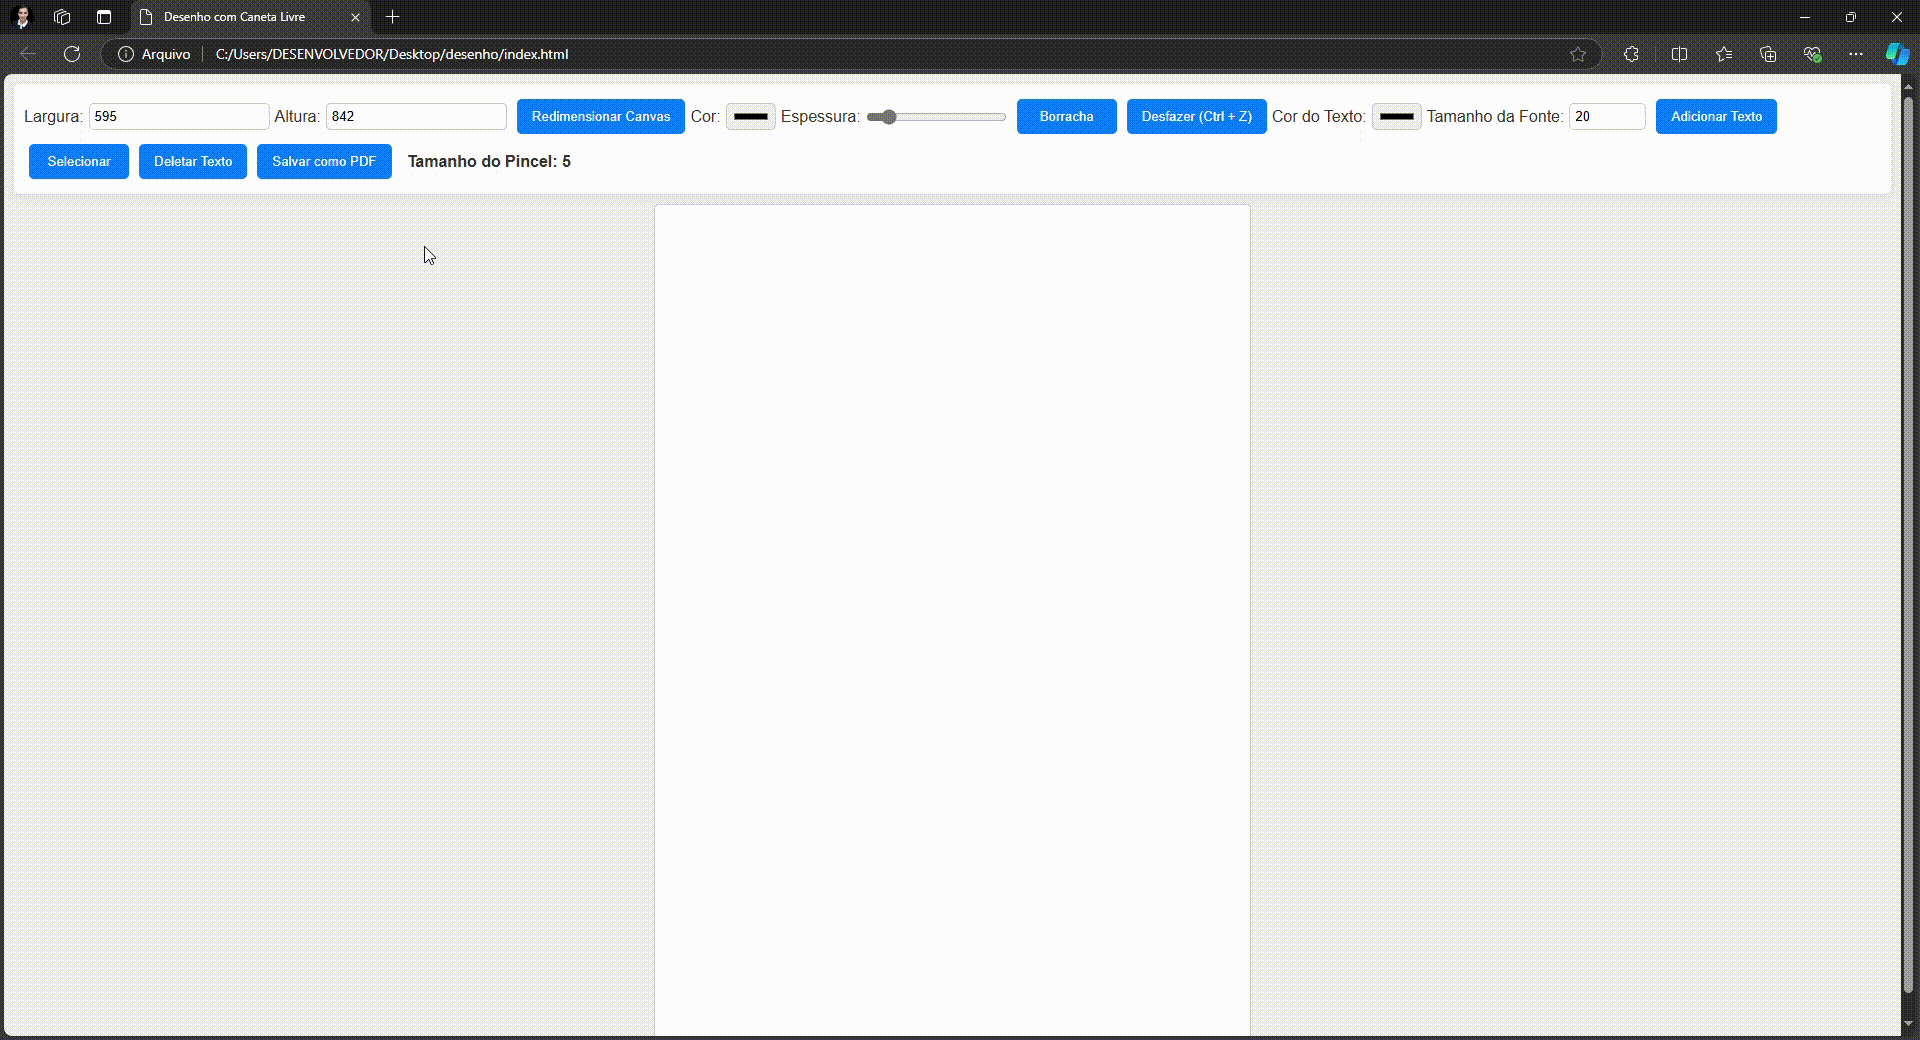 Desenho com Caneta Livre
Arquivo C:/Users/DESENVOLVEDOR/Desktop/desenho/index.html
Largura: 595 Altura: 842 Redimensionar Canvas Cor: Espessura: Borracha Desfazer (Ctrl + Z) Cor do Texto: Tamanho da Fonte: 20 Adicionar Texto
Selecionar Deletar Texto Salvar como PDF Tamanho do Pincel: 5